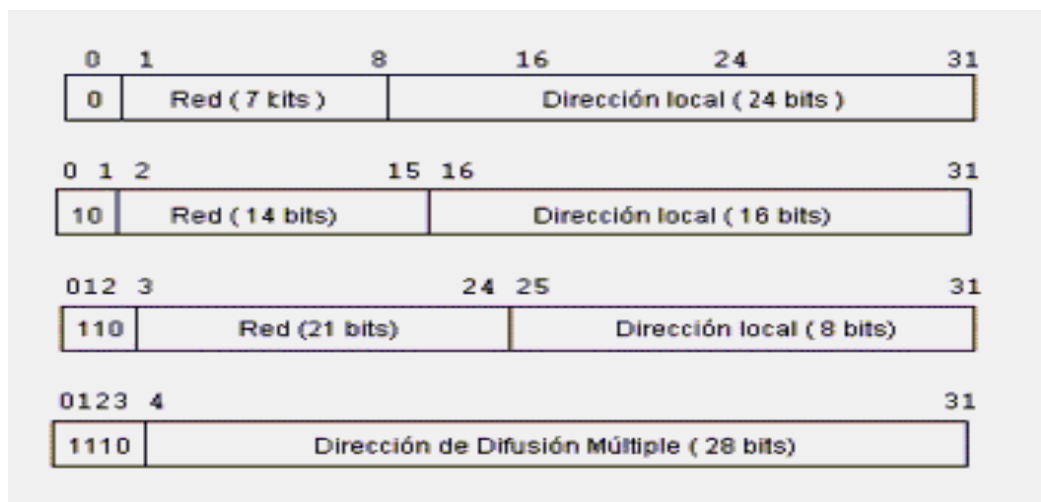 0 1 8 16 24 31
0 Red ( 7 bits ) Dirección local ( 24 bits )
0 1 2 15 16 31
10 Red ( 14 bits) Dirección local ( 16 bits)
012 3 24 25 31
110 Red (21 bits) Dirección local ( 8 bits)
0123 4 31
1110 Dirección de Difusión Múltiple ( 28 bits)